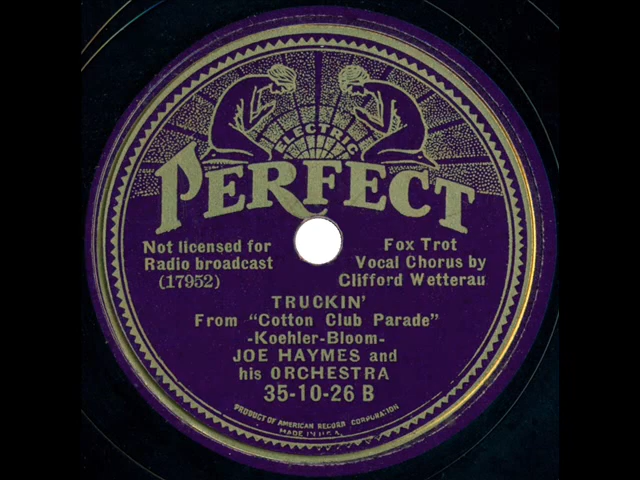 ELECTRIC
PERFECT
Not licensed for
Radio broadcast
(17952)
Fox Trot
Vocal Chorus by
Clifford Wetterau
TRUCKIN'
From "Cotton Club Parade"
-Koehler-Bloom-
JOE HAYMES and
his ORCHESTRA
35-10-26 B
PRODUCT OF AMERICAN RECORD CORPORATION
MADE IN U.S.A.